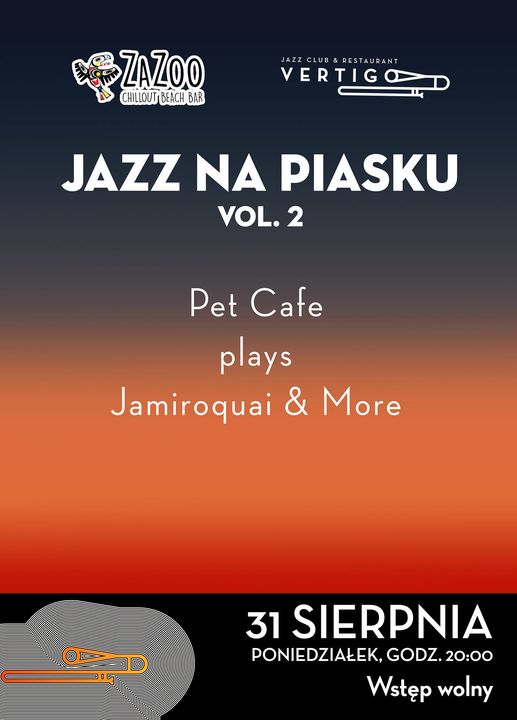 ZAZOO
CHILLOUT BEACH BAR
JAZZ CLUB & RESTAURANT
VERTIGO
JAZZ NA PIASKU
VOL. 2
Pet Cafe
plays
Jamiroquai & More
31 SIERPNIA
PONIEDZIAŁEK, GODZ. 20:00
Wstęp wolny